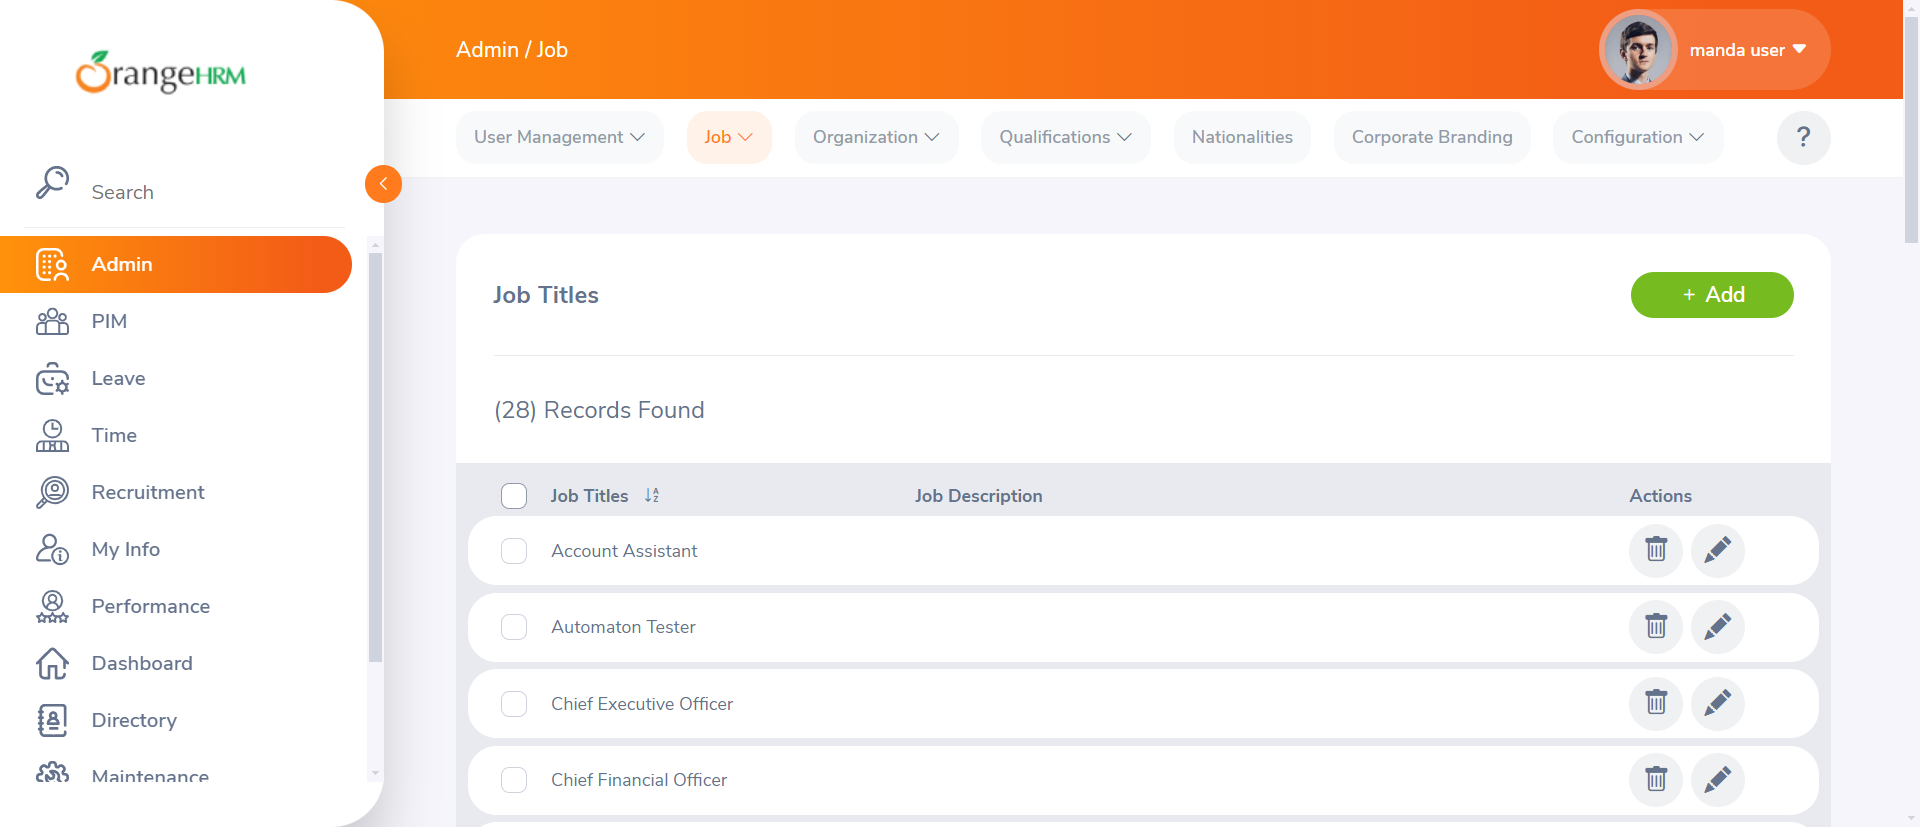 OrangeHRM
Search
Admin
PIM
Leave
Time
Recruitment
My Info
Performance
Dashboard
Directory
Maintenance
Admin / Job
manda user
User Management
Job
Organization
Qualifications
Nationalities
Corporate Branding
Configuration
?
Job Titles
+ Add
(28) Records Found
Job Titles
Job Description
Actions
Account Assistant
Automaton Tester
Chief Executive Officer
Chief Financial Officer